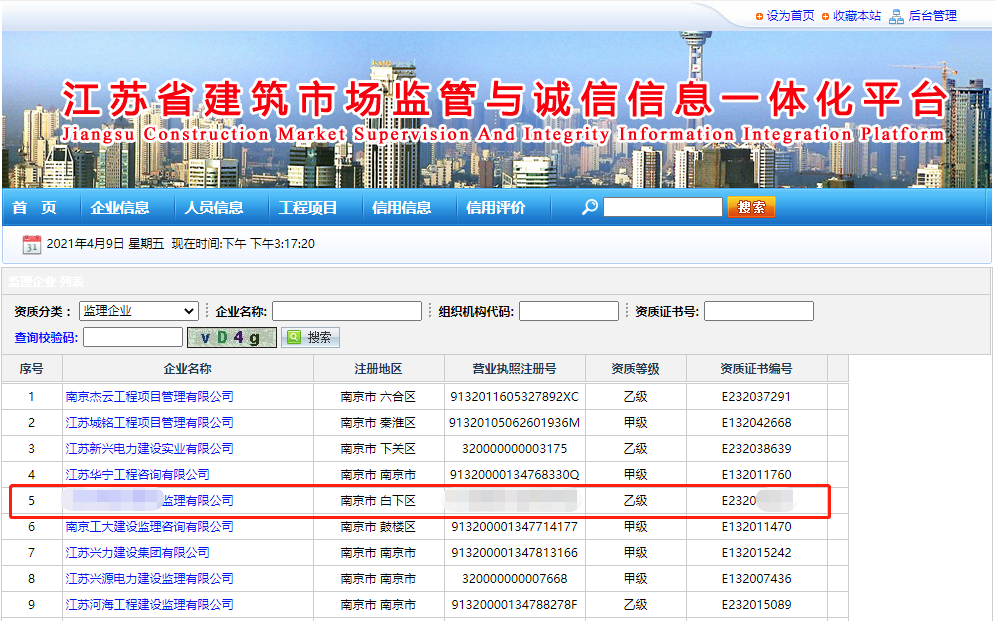 设为首页 收藏本站 后台管理
江苏省建筑市场监管与诚信信息一体化平台
Jiangsu Construction Market Supervision And Integrity Information Integration Platform
首 页 企业信息 人员信息 工程项目 信用信息 信用评价 搜索
31 2021年4月9日 星期五 现在时间:下午 下午3:17:20
监理企业 列表
资质分类： 监理企业 企业名称: 组织机构代码: 资质证书号:
查询校验码: vD4g 搜索
序号 企业名称 注册地区 营业执照注册号 资质等级 资质证书编号
1 南京杰云工程项目管理有限公司 南京市 六合区 9132011605327892XC 乙级 E232037291
2 江苏域铭工程项目管理有限公司 南京市 秦淮区 91320105062601936M 甲级 E132042668
3 江苏新兴电力建设实业有限公司 南京市 下关区 320000000003175 乙级 E232038639
4 江苏华宁工程咨询有限公司 南京市 南京市 91320000134768330Q 甲级 E132011760
5 监理有限公司 南京市 白下区 乙级 E2320
6 南京工大建设监理咨询有限公司 南京市 鼓楼区 913200001347714177 甲级 E132011470
7 江苏兴力建设集团有限公司 南京市 南京市 913200001347813166 甲级 E132015242
8 江苏兴源电力建设监理有限公司 南京市 南京市 320000000007668 甲级 E132007436
9 江苏河海工程建设监理有限公司 南京市 南京市 91320000134788278F 乙级 E232015089